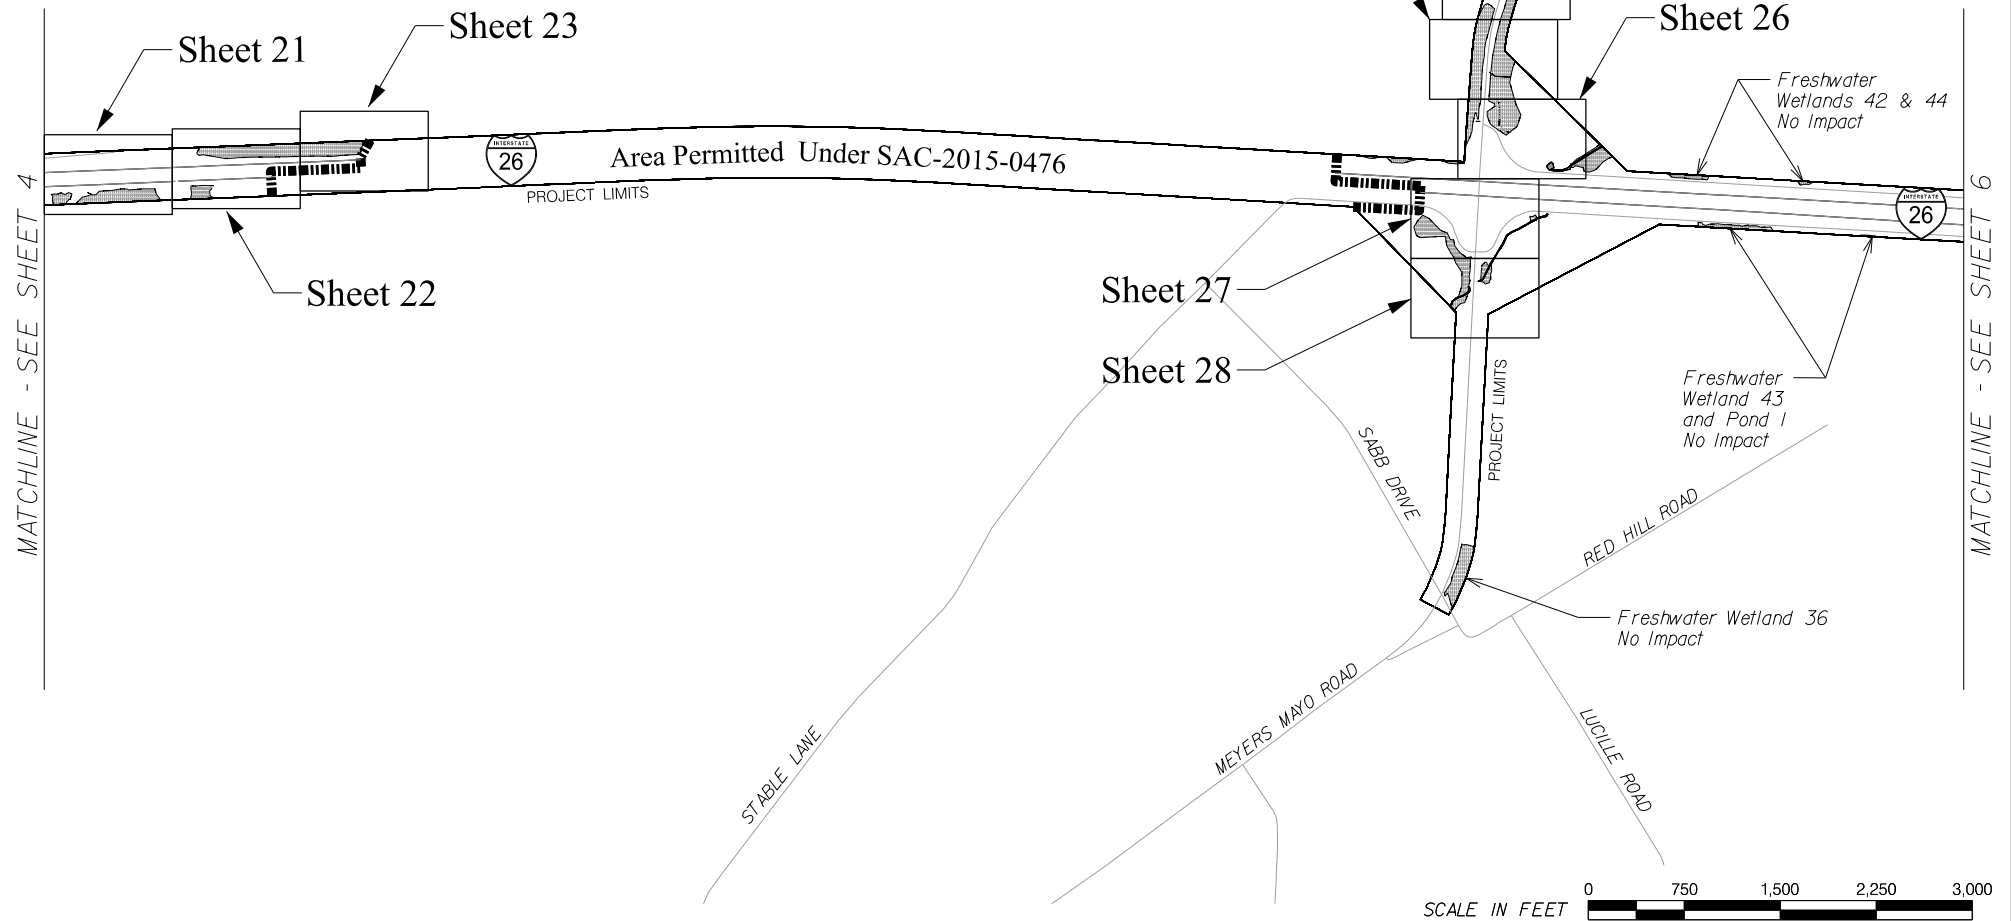 Sheet 23
Sheet 21
Sheet 26
Freshwater
Wetlands 42 & 44
No Impact
INTERSTATE
26
Area Permitted Under SAC-2015-0476
PROJECT LIMITS
INTERSTATE
26
MATCHLINE - SEE SHEET 4
MATCHLINE - SEE SHEET 6
Sheet 22
Sheet 27
Sheet 28
Freshwater
Wetland 43
and Pond 1
No Impact
PROJECT LIMITS
SABB DRIVE
RED HILL ROAD
Freshwater Wetland 36
No Impact
MEYERS MAYO ROAD
STABLE LANE
LUCILLE ROAD
0 750 1,500 2,250 3,000
SCALE IN FEET